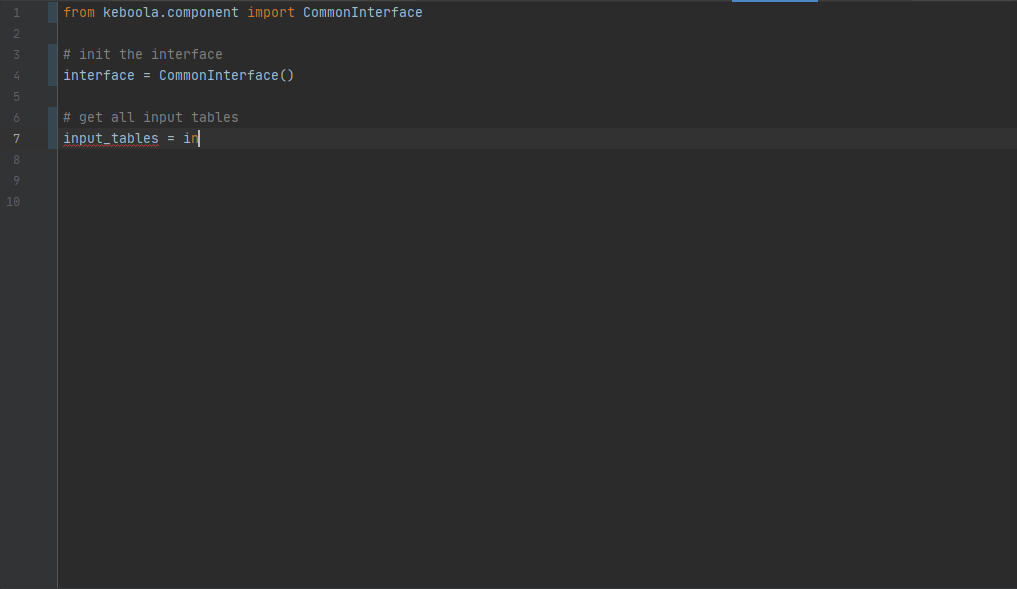 1 from keboola.component import CommonInterface
2
3 # init the interface
4 interface = CommonInterface()
5
6 # get all input tables
7 input_tables = in
8
9
10